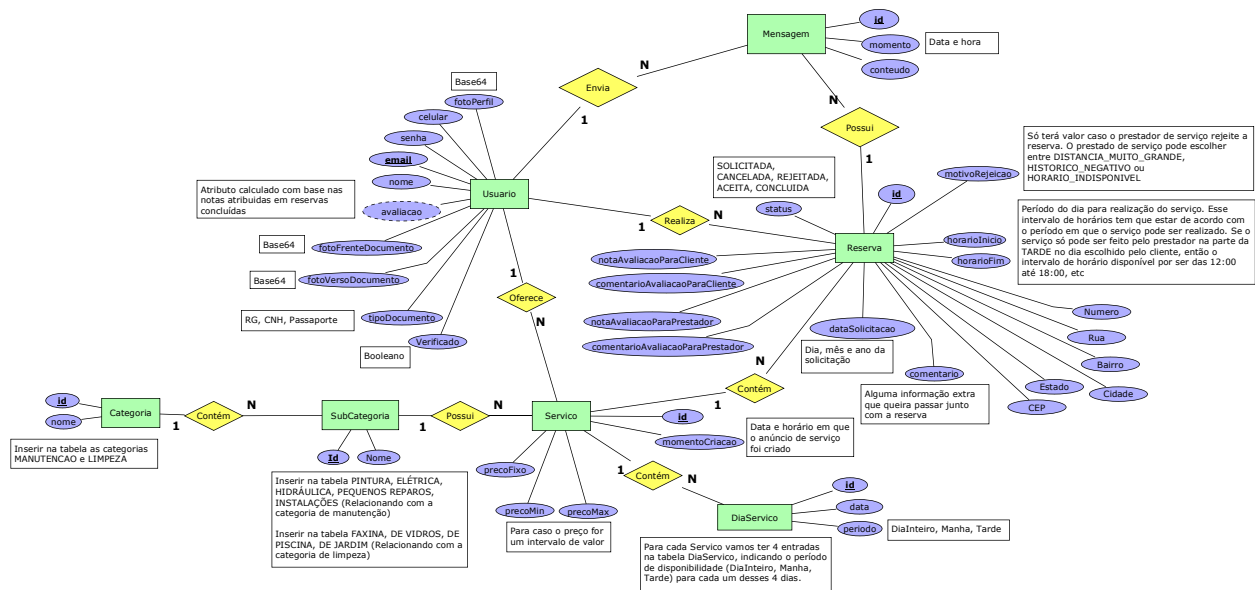 id
Mensagem
momento
Data e hora
conteudo
N
N
Envia
1
Possui
1
Base64
fotoPerfil
celular
senha
email
nome
Usuario
avaliacao
Atributo calculado com base nas
notas atribuidas em reservas
concluídas
Base64
fotoFrenteDocumento
Base64
fotoVersoDocumento
RG, CNH, Passaporte
tipoDocumento
Booleano
Verificado
1
Realiza
N
1
Oferece
N
SOLICITADA,
CANCELADA, REJEITADA,
ACEITA, CONCLUIDA
status
id
motivoRejeicao
Só terá valor caso o prestador de serviço rejeite a
reserva. O prestado de serviço pode escolher
entre DISTANCIA_MUITO_GRANDE,
HISTORICO_NEGATIVO ou
HORARIO_INDISPONIVEL
Período do dia para realização do serviço. Esse
intervalo de horários tem que estar de acordo com
o período em que o serviço pode ser realizado. Se o
serviço só pode ser feito pelo prestador na parte da
TARDE no dia escolhido pelo cliente, então o
intervalo de horário disponível por ser das 12:00
até 18:00, etc
Reserva
horarioInicio
horarioFim
notaAvaliacaoParaCliente
comentarioAvaliacaoParaCliente
notaAvaliacaoParaPrestador
comentarioAvaliacaoParaPrestador
dataSolicitacao
Dia, mês e ano da
solicitação
comentario
Alguma informação extra
que queira passar junto
com a reserva
Numero
Rua
Bairro
Cidade
Estado
CEP
N
Contém
1
id
Categoria
nome
Inserir na tabela as categorias
MANUTENCAO e LIMPEZA
1
Contém
N
SubCategoria
Id
Nome
Inserir na tabela PINTURA, ELÉTRICA,
HIDRÁULICA, PEQUENOS REPAROS,
INSTALAÇÕES (Relacionando com a
categoria de manutenção)
Inserir na tabela FAXINA, DE VIDROS, DE
PISCINA, DE JARDIM (Relacionando com a
categoria de limpeza)
1
Possui
N
Servico
id
momentoCriacao
Data e horário em que
o anúncio de serviço
foi criado
precoFixo
precoMin
precoMax
Para caso o preço for
um intervalo de valor
1
Contém
N
DiaServico
id
data
periodo
DiaInteiro, Manha, Tarde
Para cada Servico vamos ter 4 entradas
na tabela DiaServico, indicando o período
de disponibilidade (DiaInteiro, Manha,
Tarde) para cada um desses 4 dias.